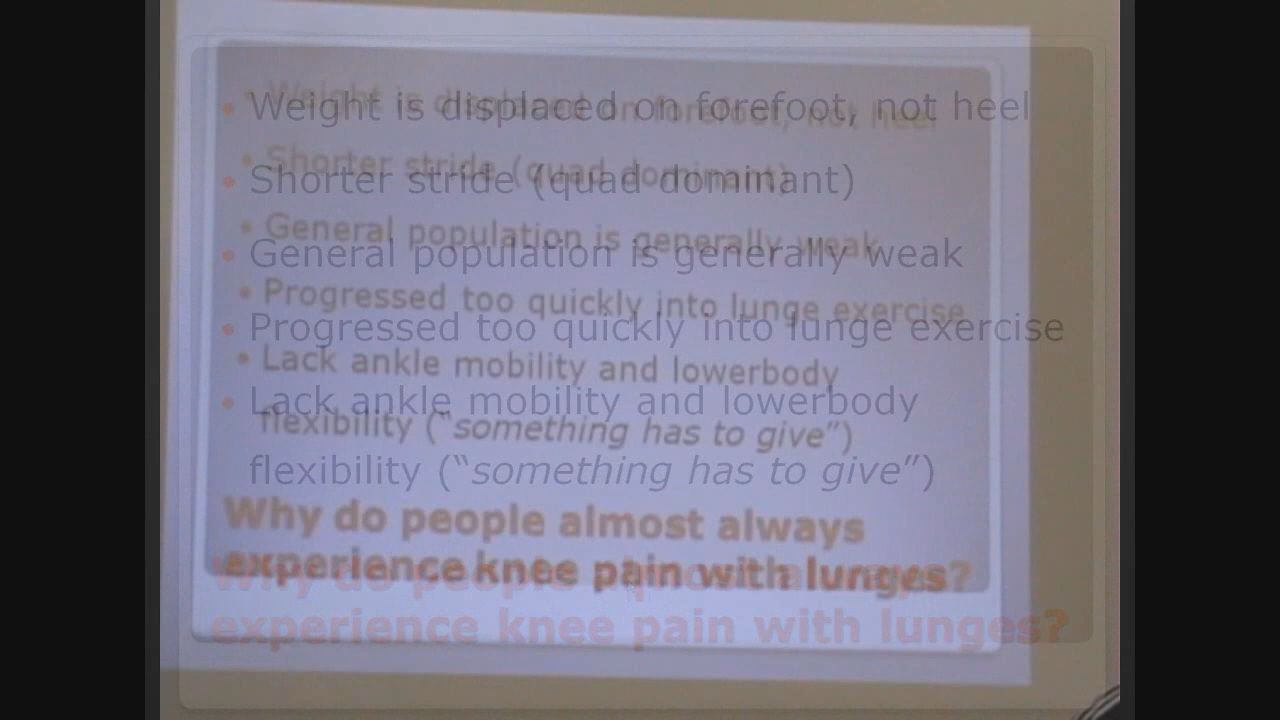 • Weight is displaced on forefoot, not heel
• Shorter stride (quad dominant)
• General population is generally weak
• Progressed too quickly into lunge exercise
• Lack ankle mobility and lowerbody
flexibility (“something has to give”)
Why do people almost always
experience knee pain with lunges?